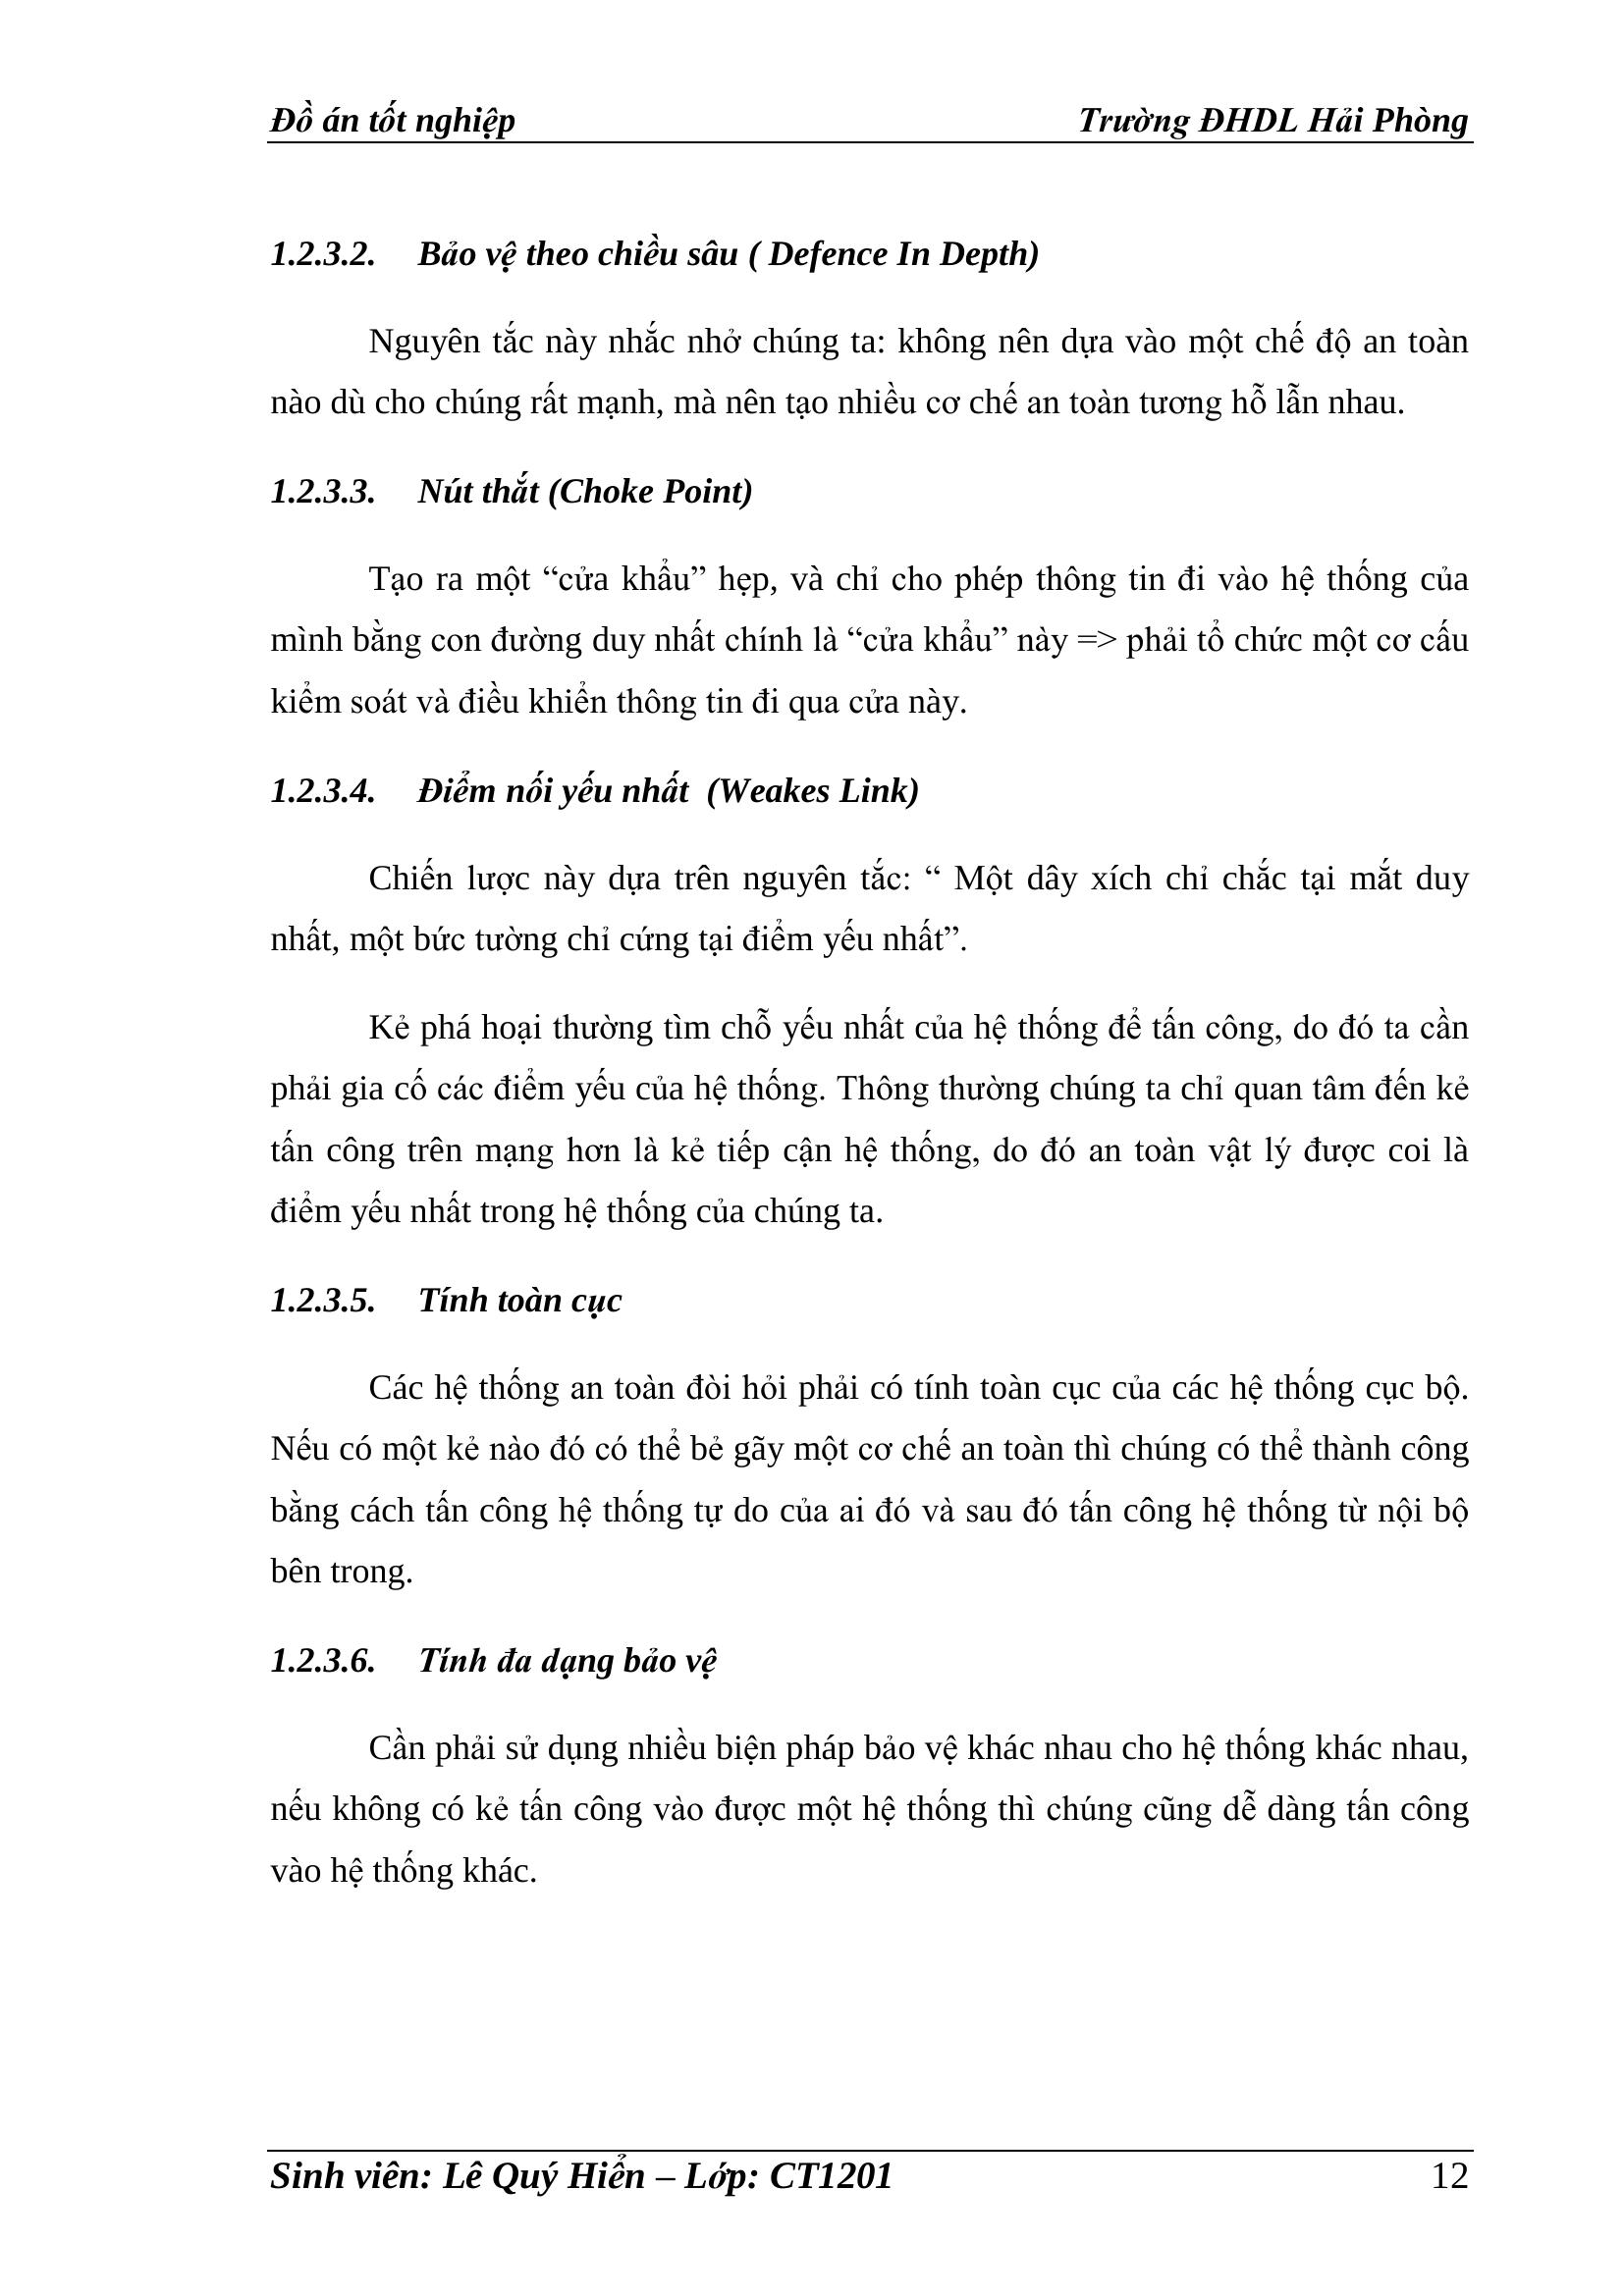 Đồ án tốt nghiệp Trường ĐHDL Hải Phòng
1.2.3.2. Bảo vệ theo chiều sâu ( Defence In Depth)
Nguyên tắc này nhắc nhở chúng ta: không nên dựa vào một chế độ an toàn
nào dù cho chúng rất mạnh, mà nên tạo nhiều cơ chế an toàn tương hỗ lẫn nhau.
1.2.3.3. Nút thắt (Choke Point)
Tạo ra một “cửa khẩu” hẹp, và chỉ cho phép thông tin đi vào hệ thống của
mình bằng con đường duy nhất chính là “cửa khẩu” này => phải tổ chức một cơ cấu
kiểm soát và điều khiển thông tin đi qua cửa này.
1.2.3.4. Điểm nối yếu nhất (Weakes Link)
Chiến lược này dựa trên nguyên tắc: “ Một dây xích chỉ chắc tại mắt duy
nhất, một bức tường chỉ cứng tại điểm yếu nhất”.
Kẻ phá hoại thường tìm chỗ yếu nhất của hệ thống để tấn công, do đó ta cần
phải gia cố các điểm yếu của hệ thống. Thông thường chúng ta chỉ quan tâm đến kẻ
tấn công trên mạng hơn là kẻ tiếp cận hệ thống, do đó an toàn vật lý được coi là
điểm yếu nhất trong hệ thống của chúng ta.
1.2.3.5. Tính toàn cục
Các hệ thống an toàn đòi hỏi phải có tính toàn cục của các hệ thống cục bộ.
Nếu có một kẻ nào đó có thể bẻ gãy một cơ chế an toàn thì chúng có thể thành công
bằng cách tấn công hệ thống tự do của ai đó và sau đó tấn công hệ thống từ nội bộ
bên trong.
1.2.3.6. Tính đa dạng bảo vệ
Cần phải sử dụng nhiều biện pháp bảo vệ khác nhau cho hệ thống khác nhau,
nếu không có kẻ tấn công vào được một hệ thống thì chúng cũng dễ dàng tấn công
vào hệ thống khác.
Sinh viên: Lê Quý Hiển – Lớp: CT1201 12